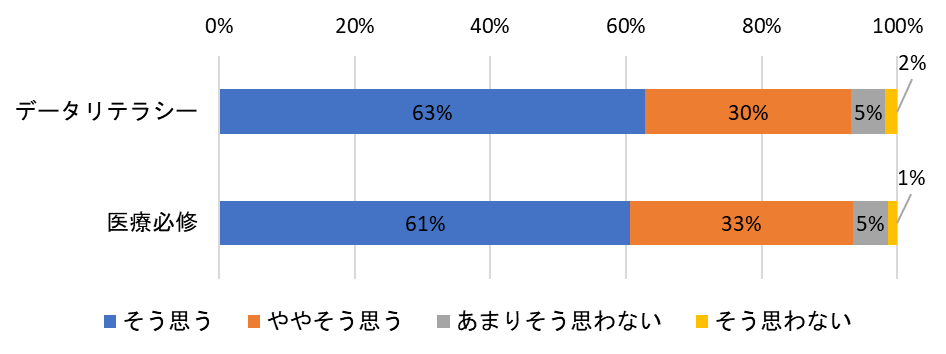 0% 20% 40% 60% 80% 100%
2%
データリテラシー 63% 30% 5%
1%
医療必修 61% 33% 5%
そう思う ややそう思う あまりそう思わない そう思わない